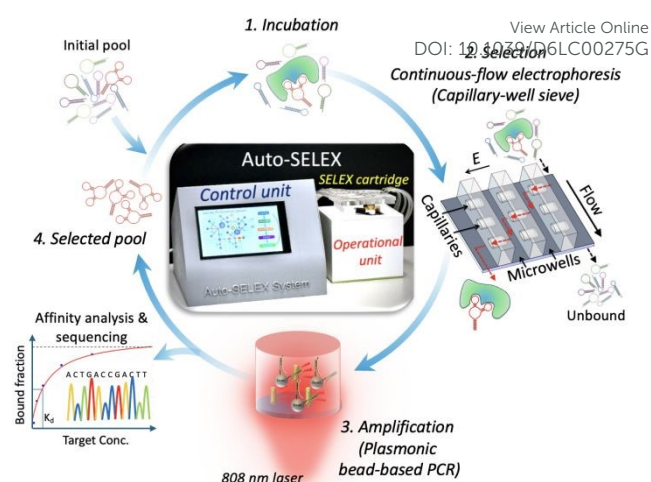 View Article Online
DOI: 10.1039/D6LC00275G
Initial pool
1. Incubation
2. Selection
Continuous-flow electrophoresis
(Capillary-well sieve)
E
Flow
Capillaries
Microwells
Unbound
Auto-SELEX
SELEX cartridge
Control unit
Operational
unit
Auto-SELEX System
4. Selected pool
Affinity analysis &
sequencing
Bound fraction
ACTGACCGACTT
Kd
Target Conc.
3. Amplification
(Plasmonic
bead-based PCR)
808 nm laser